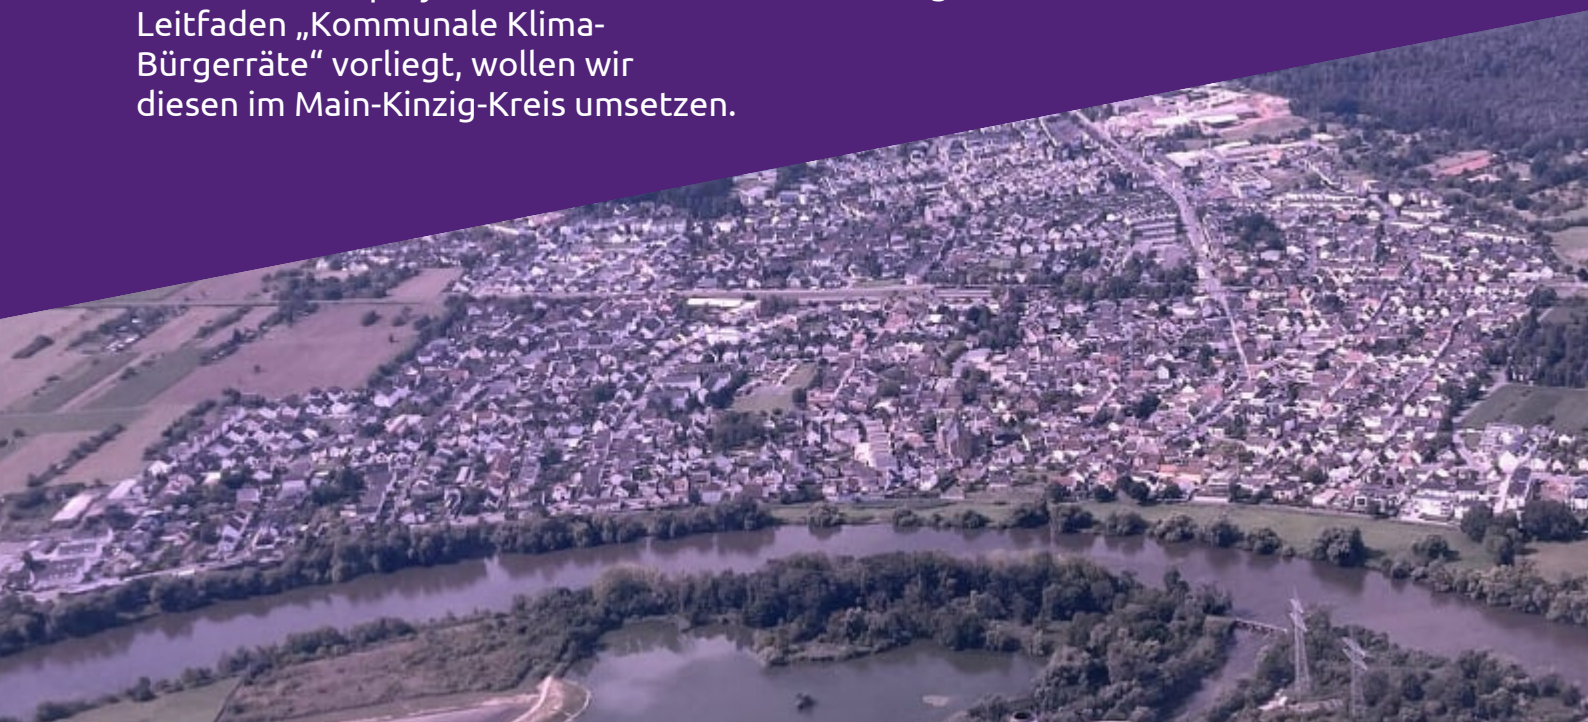 Leitfaden „Kommunale Klima-
Bürgerräte“ vorliegt, wollen wir
diesen im Main-Kinzig-Kreis umsetzen.